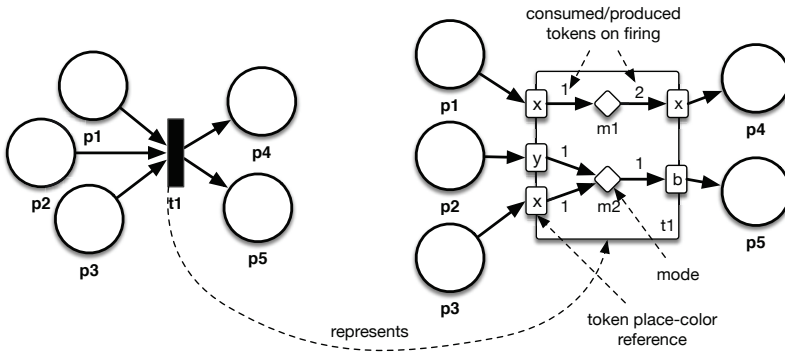 consumed/produced
tokens on firing
p1
p2
p3
t1
p4
p5
represents
p1
p2
p3
x
1
m1
2
x
y
1
x
1
m2
1
b
t1
p4
p5
mode
token place-color
reference